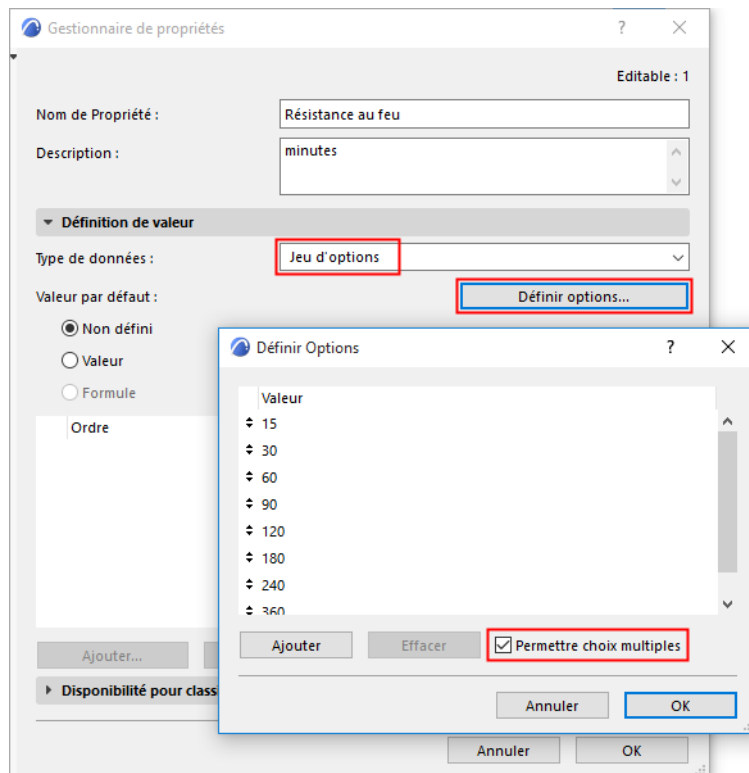 Gestionnaire de propriétés
?
Editable : 1
Nom de Propriété :
Résistance au feu
Description :
minutes
Définition de valeur
Type de données :
Jeu d'options
Valeur par défaut :
Définir options...
Non défini
Valeur
Formule
Ordre
Ajouter...
Disponibilité pour class
Annuler
OK
Définir Options
?
Valeur
15
30
60
90
120
180
240
360
Ajouter
Effacer
Permettre choix multiples
Annuler
OK